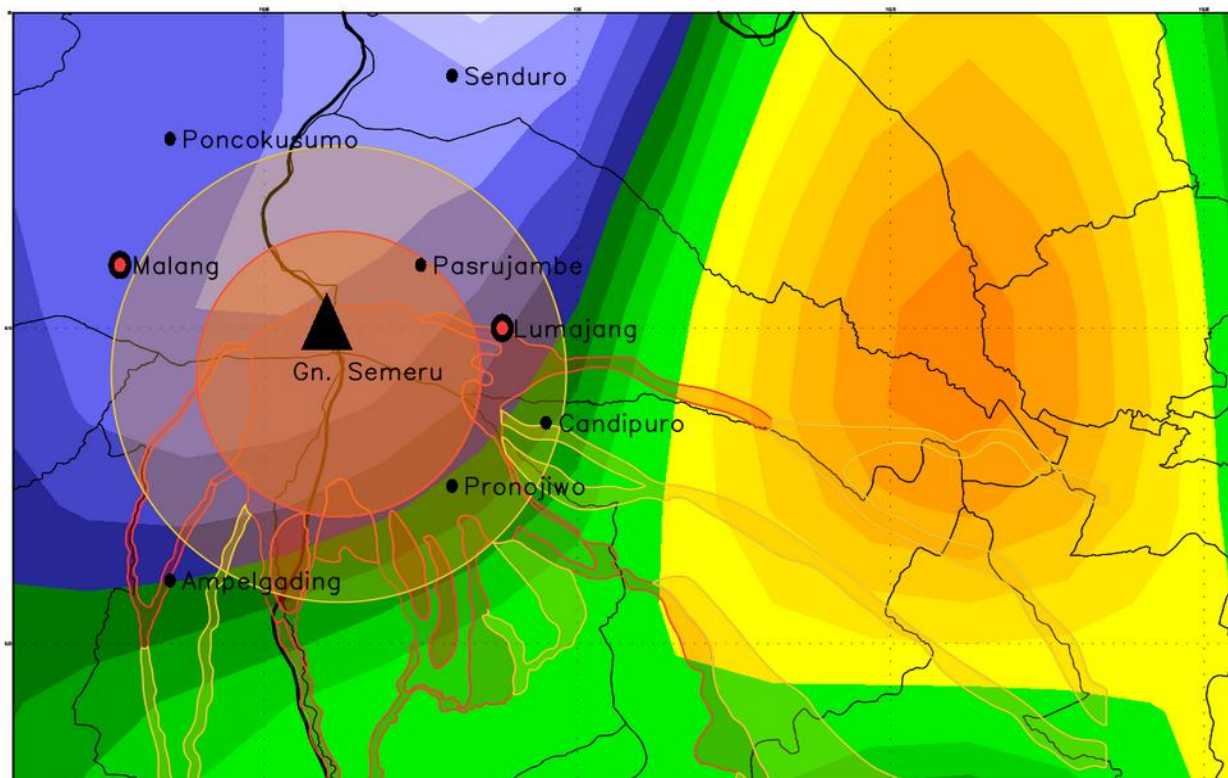 Senduro
Poncokusumo
Malang
Pasrujambe
Lumajang
Gn. Semeru
Candipuro
Pronojiwo
Ampelgading